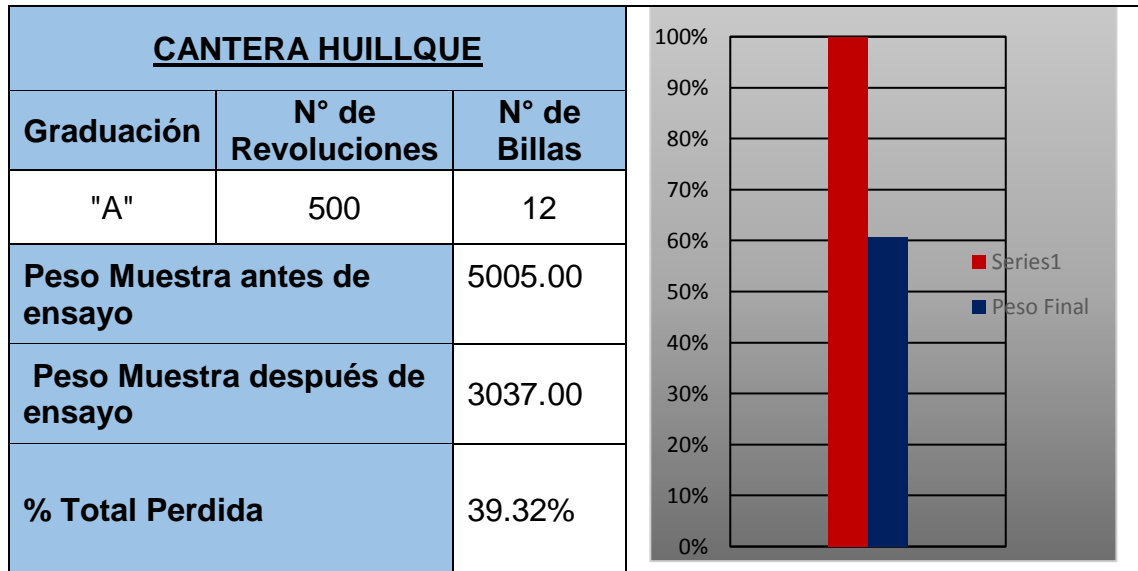 CANTERA HUILLQUE
Graduación
N° de
Revoluciones
N° de
Billas
"A"
500
12
Peso Muestra antes de
ensayo
5005.00
Peso Muestra después de
ensayo
3037.00
% Total Perdida
39.32%
100%
90%
80%
70%
60%
50%
40%
30%
20%
10%
0%
Series1
Peso Final